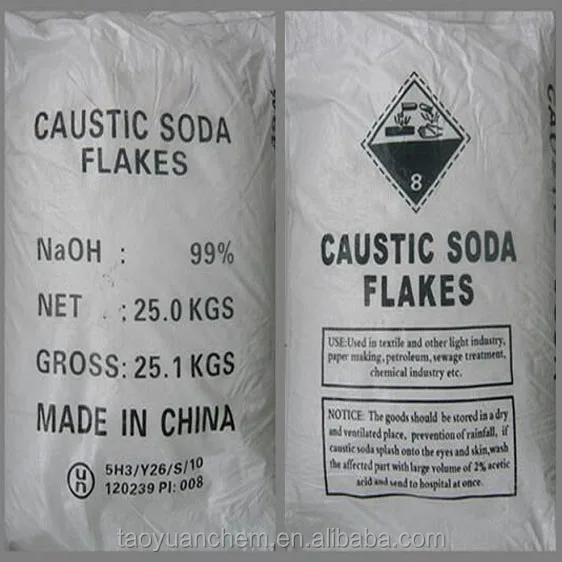 CAUSTIC SODA
FLAKES
NaOH : 99%
NET : 25.0 KGS
GROSS: 25.1 KGS
MADE IN CHINA
un 5H3/Y26/S/10
120239 PI: 008
8
CAUSTIC SODA
FLAKES
USE:Used in textile and other light industry,
paper making, petroleum, sewage treatment,
chemical industry etc.
NOTICE: The goods should be stored in a dry
and ventilated place, prevention of rainfall, if
caustic soda splash onto the eyes and skin,wash
the affected part with large volume of 2% acetic
acid and send to hospital at once.
taoyuanchem.en.alibaba.com